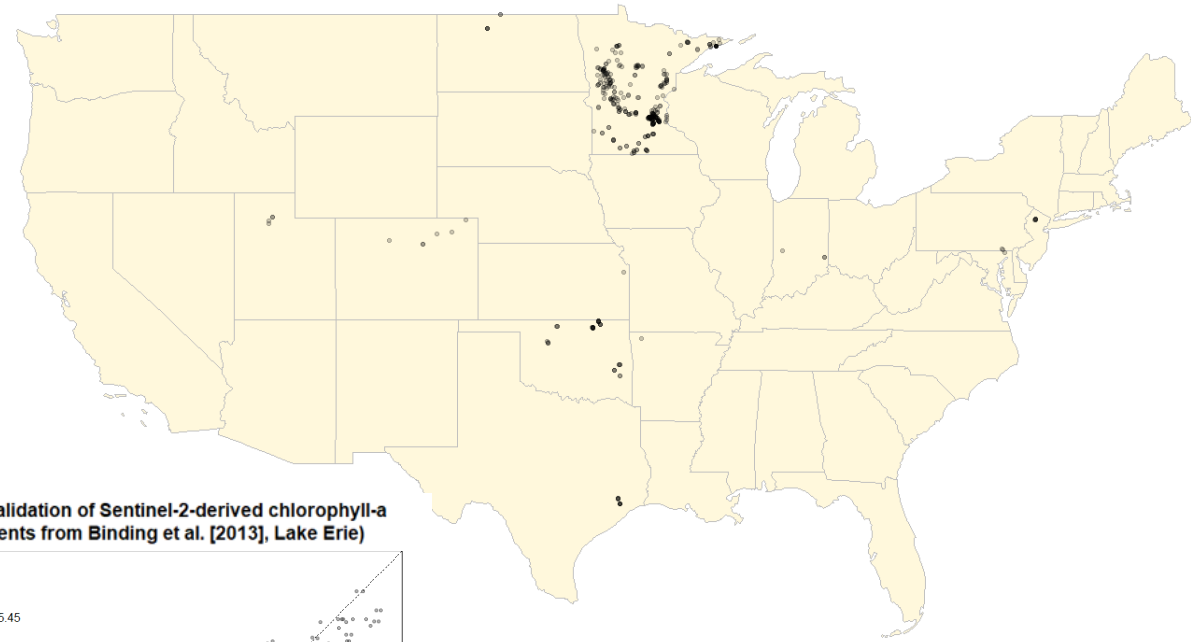 alidation of Sentinel-2-derived chlorophyll-a
ents from Binding et al. [2013], Lake Erie)
5.45